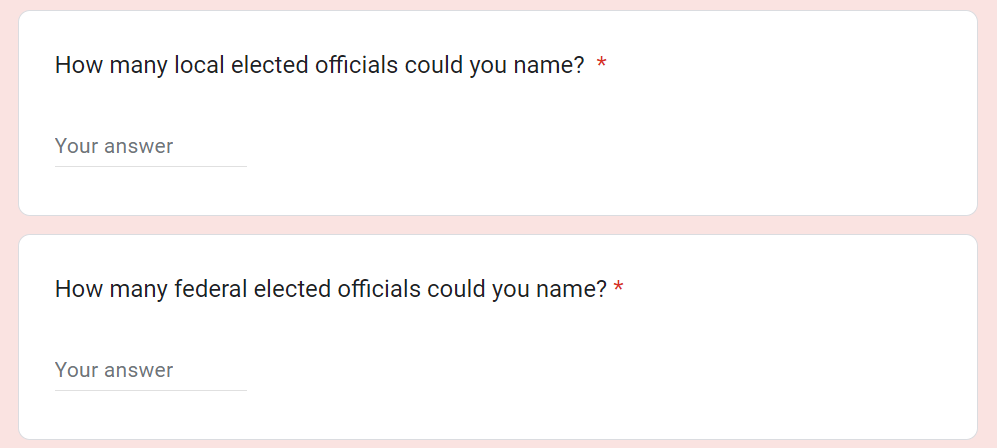 How many local elected officials could you name? *
Your answer
How many federal elected officials could you name? *
Your answer